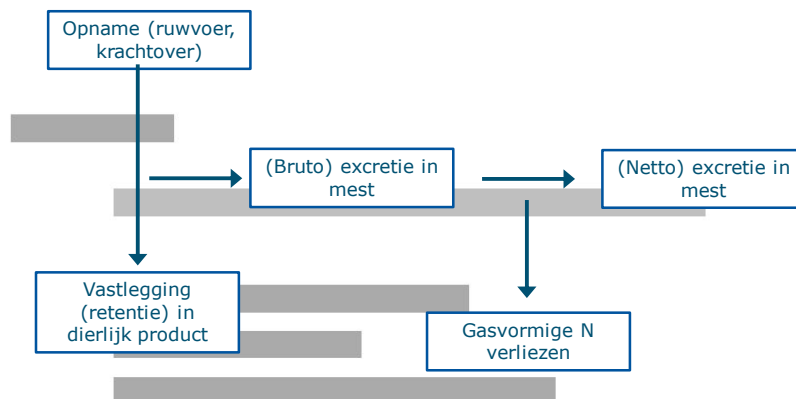 Opname (ruwvoer,
krachtover)
(Bruto) excretie in
mest
(Netto) excretie in
mest
Vastlegging
(retentie) in
dierlijk product
Gasvormige N
verliezen